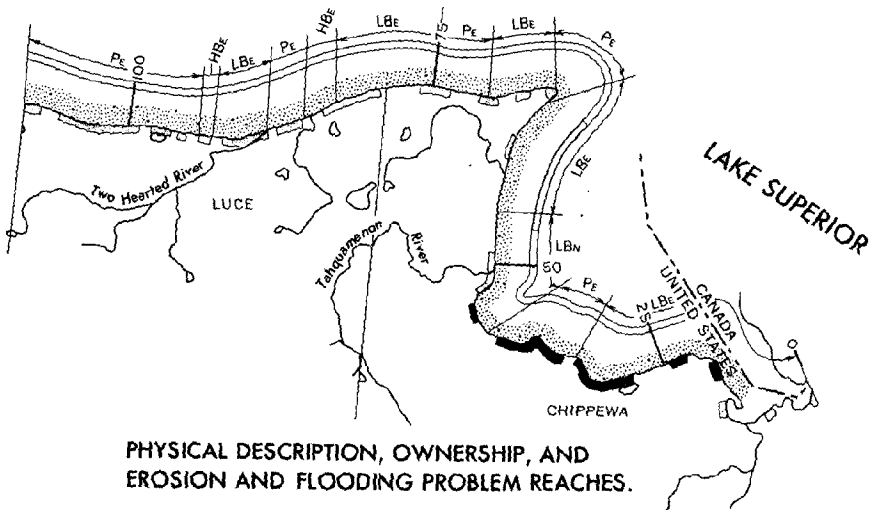 PE
100
HBE
LBE
PE
HBE
LBE
75
PE
LBE
PE
LBE
LBN
50
PE
25
LBE
0
LAKE SUPERIOR
CANADA
UNITED STATES
Two Hearted River
LUCE
Tahquamenon River
CHIPPEWA
PHYSICAL DESCRIPTION, OWNERSHIP, AND
EROSION AND FLOODING PROBLEM REACHES.